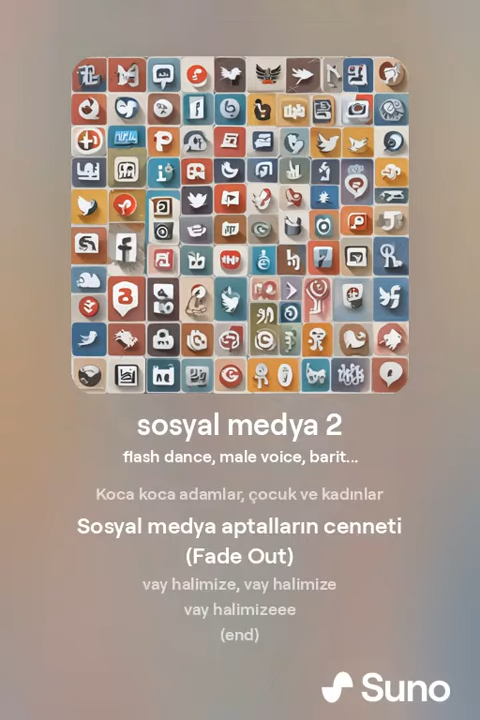 sosyal medya 2
flash dance, male voice, barit...
Koca koca adamlar, çocuk ve kadınlar
Sosyal medya aptalların cenneti
(Fade Out)
vay halimize, vay halimize
vay halimizeee
(end)
Suno